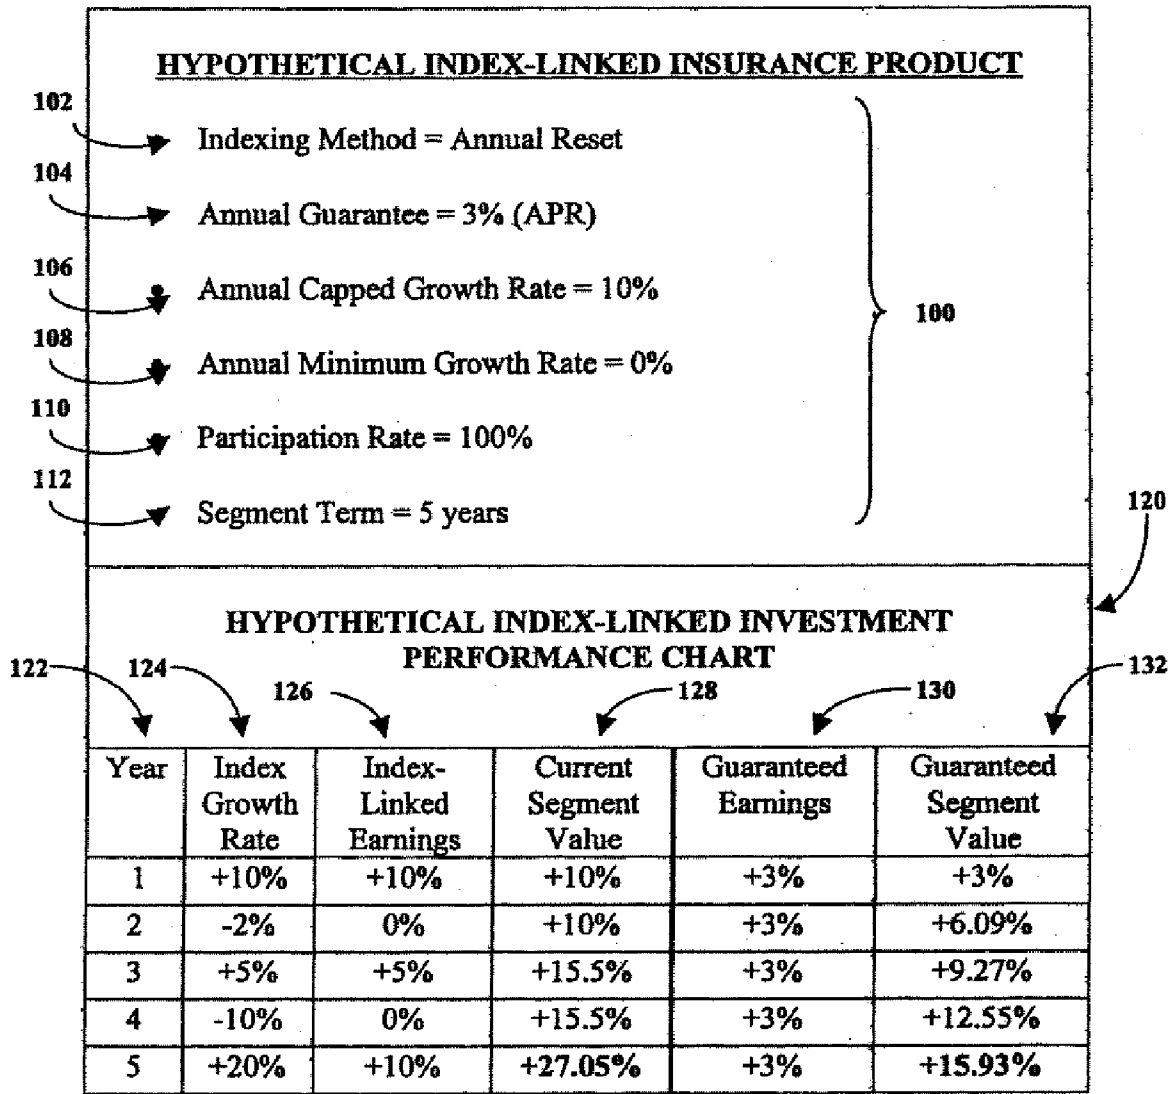 HYPOTHETICAL INDEX-LINKED INSURANCE PRODUCT
102
Indexing Method = Annual Reset
104
Annual Guarantee = 3% (APR)
106
Annual Capped Growth Rate = 10%
100
108
Annual Minimum Growth Rate = 0%
110
Participation Rate = 100%
112
Segment Term = 5 years
120
HYPOTHETICAL INDEX-LINKED INVESTMENT
PERFORMANCE CHART
122 124 126 128 130 132
Year Index Index- Current Guaranteed Guaranteed
Growth Linked Segment Earnings Segment
Rate Earnings Value Value
1 +10% +10% +10% +3% +3%
2 -2% 0% +10% +3% +6.09%
3 +5% +5% +15.5% +3% +9.27%
4 -10% 0% +15.5% +3% +12.55%
5 +20% +10% +27.05% +3% +15.93%